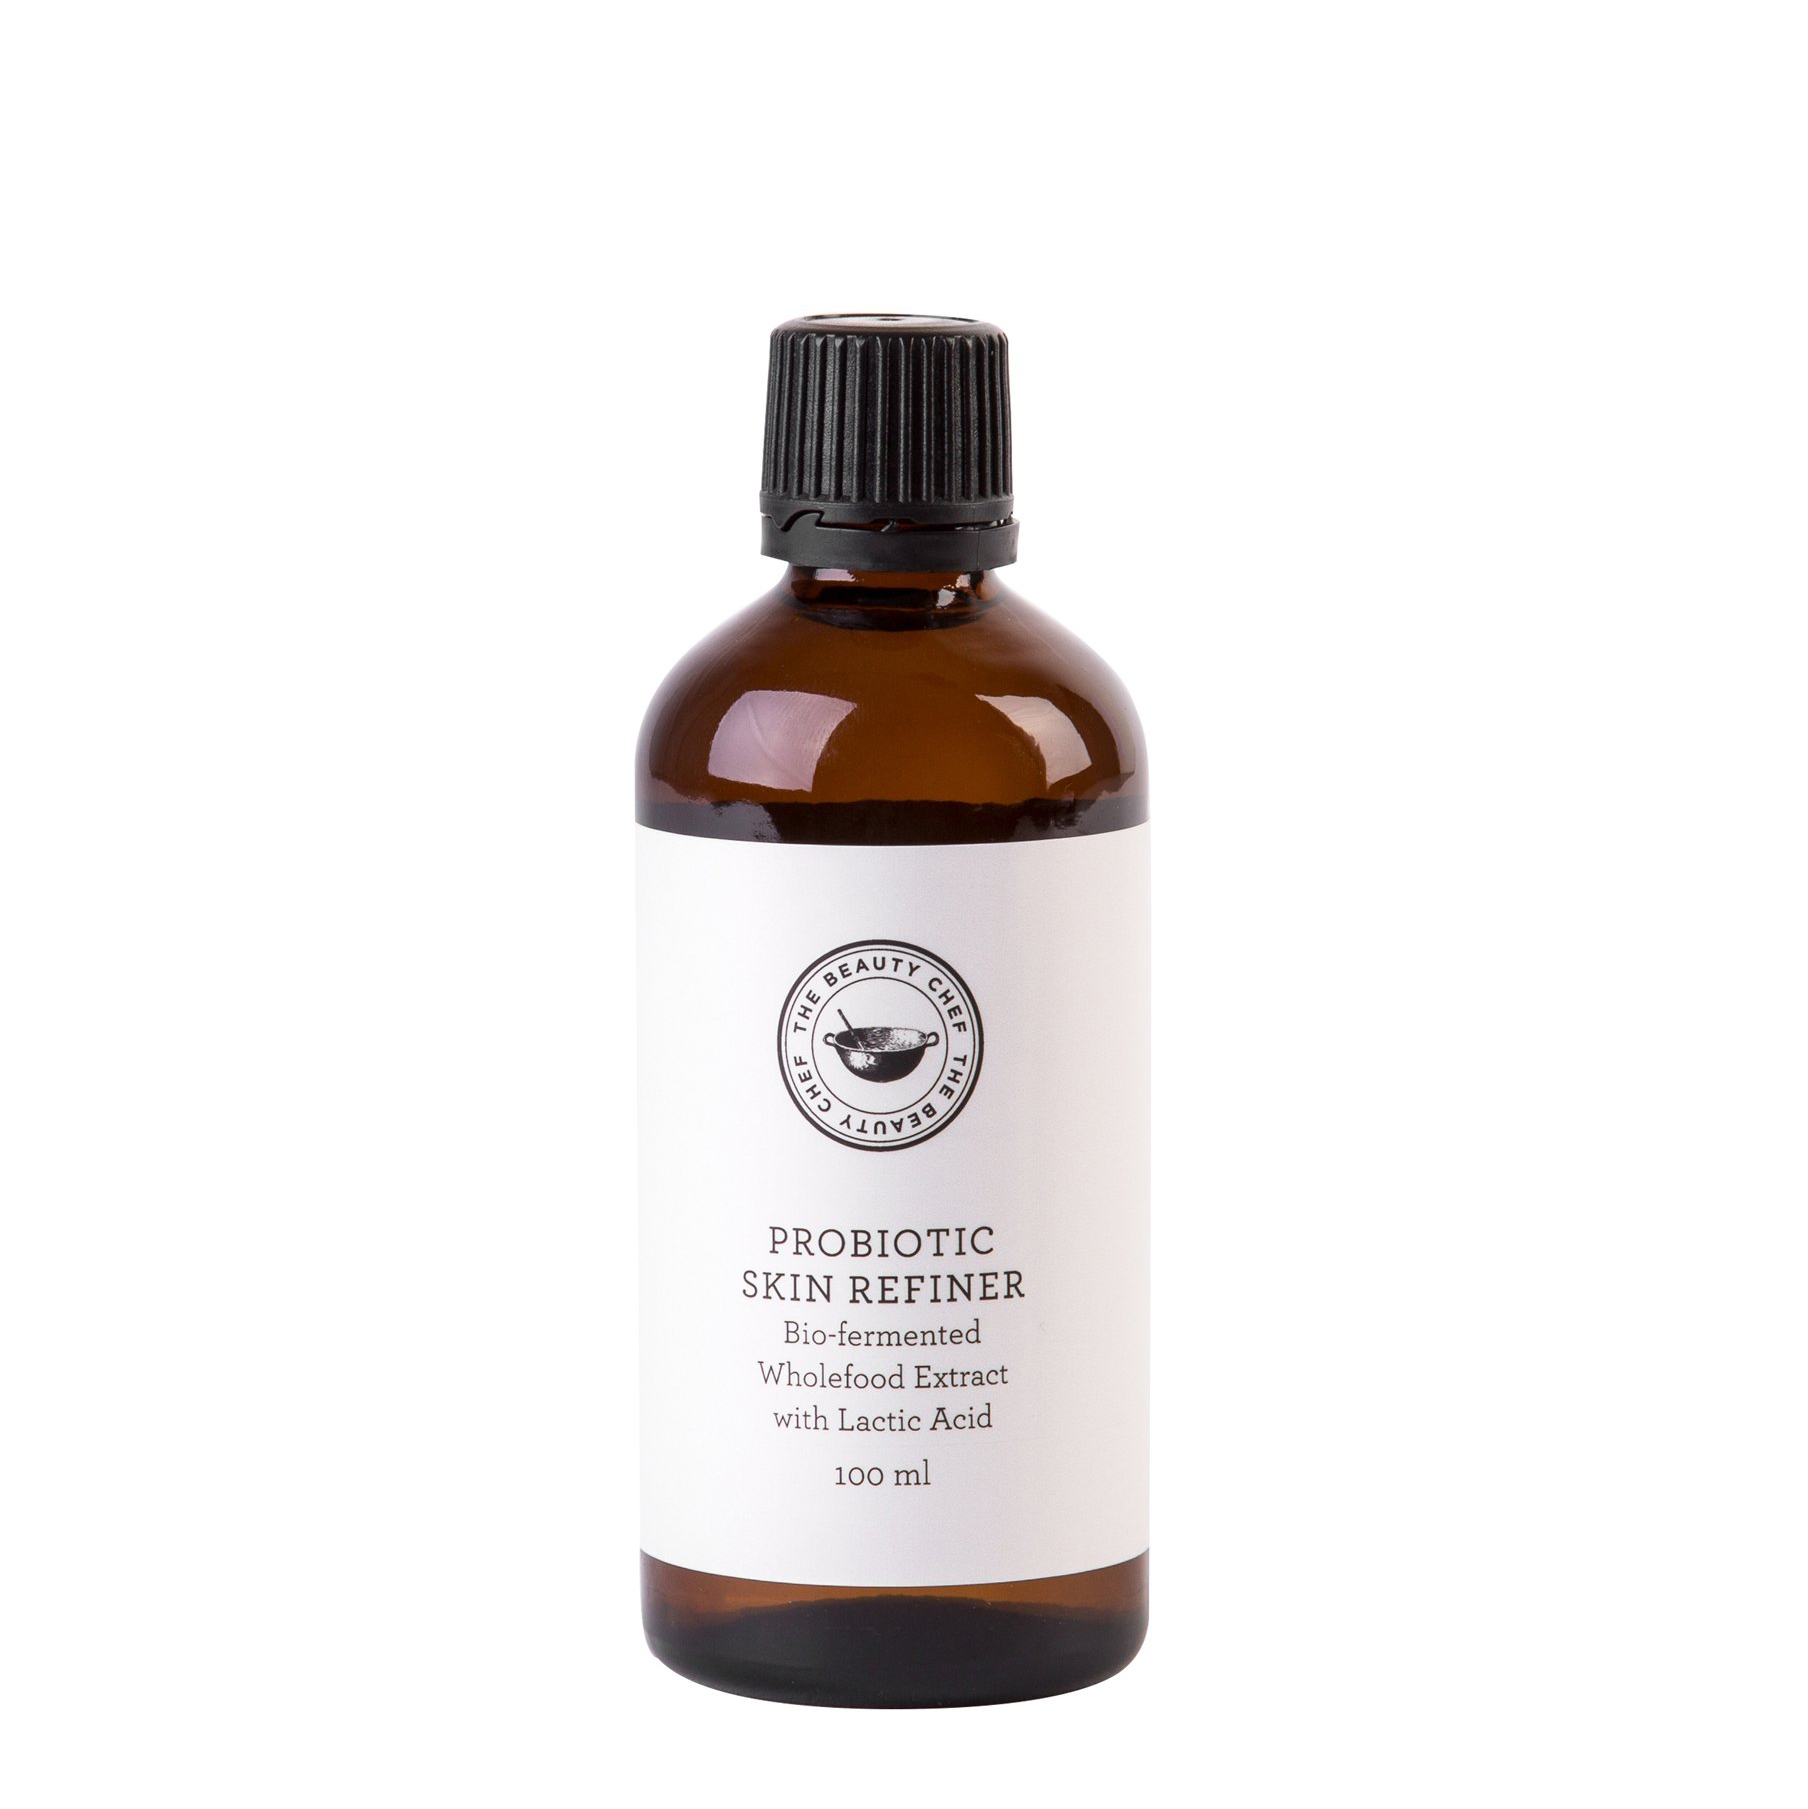 THE BEAUTY CHEF THE BEAUTY CHEF
PROBIOTIC
SKIN REFINER
Bio-fermented
Wholefood Extract
with Lactic Acid
100 ml